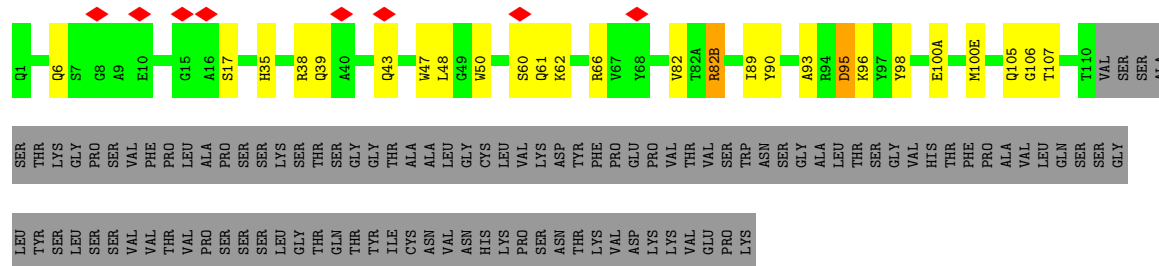 Q1 Q6 S7 G8 A9 E10 G15 A16 S17 H35 R38 Q39 A40 Q43 W47 L48 G49 W50 S60 Q61 K62 R66 V67 Y68 V82 T82A R82B I89 Y90 A93 R94 D95 K96 Y97 Y98 E100A M100E Q105 G106 T107 T110 VAL SER SER ALA
SER THR LYS GLY PRO SER VAL PHE PRO LEU ALA PRO SER SER LYS SER THR SER GLY GLY THR ALA ALA LEU GLY CYS LEU VAL LYS ASP TYR PHE PRO GLU PRO VAL THR VAL SER TRP ASN SER GLY ALA LEU THR SER GLY VAL HIS THR PHE PRO ALA VAL LEU GLN SER SER GLY
LEU TYR SER LEU SER SER VAL VAL THR VAL PRO SER SER SER LEU GLY THR GLN THR TYR ILE CYS ASN VAL ASN HIS LYS PRO SER ASN THR LYS VAL ASP LYS LYS VAL GLU PRO LYS